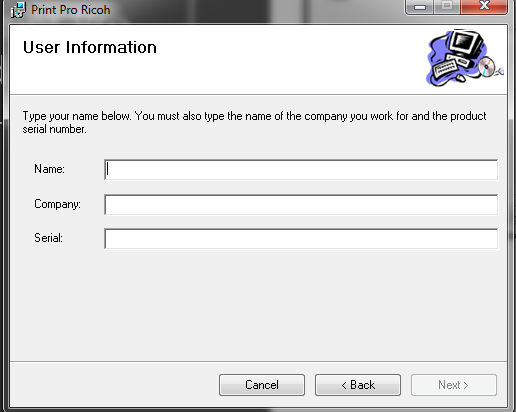 Print Pro Ricoh
User Information
Type your name below. You must also type the name of the company you work for and the product
serial number.
Name:
Company:
Serial:
Cancel
< Back
Next >